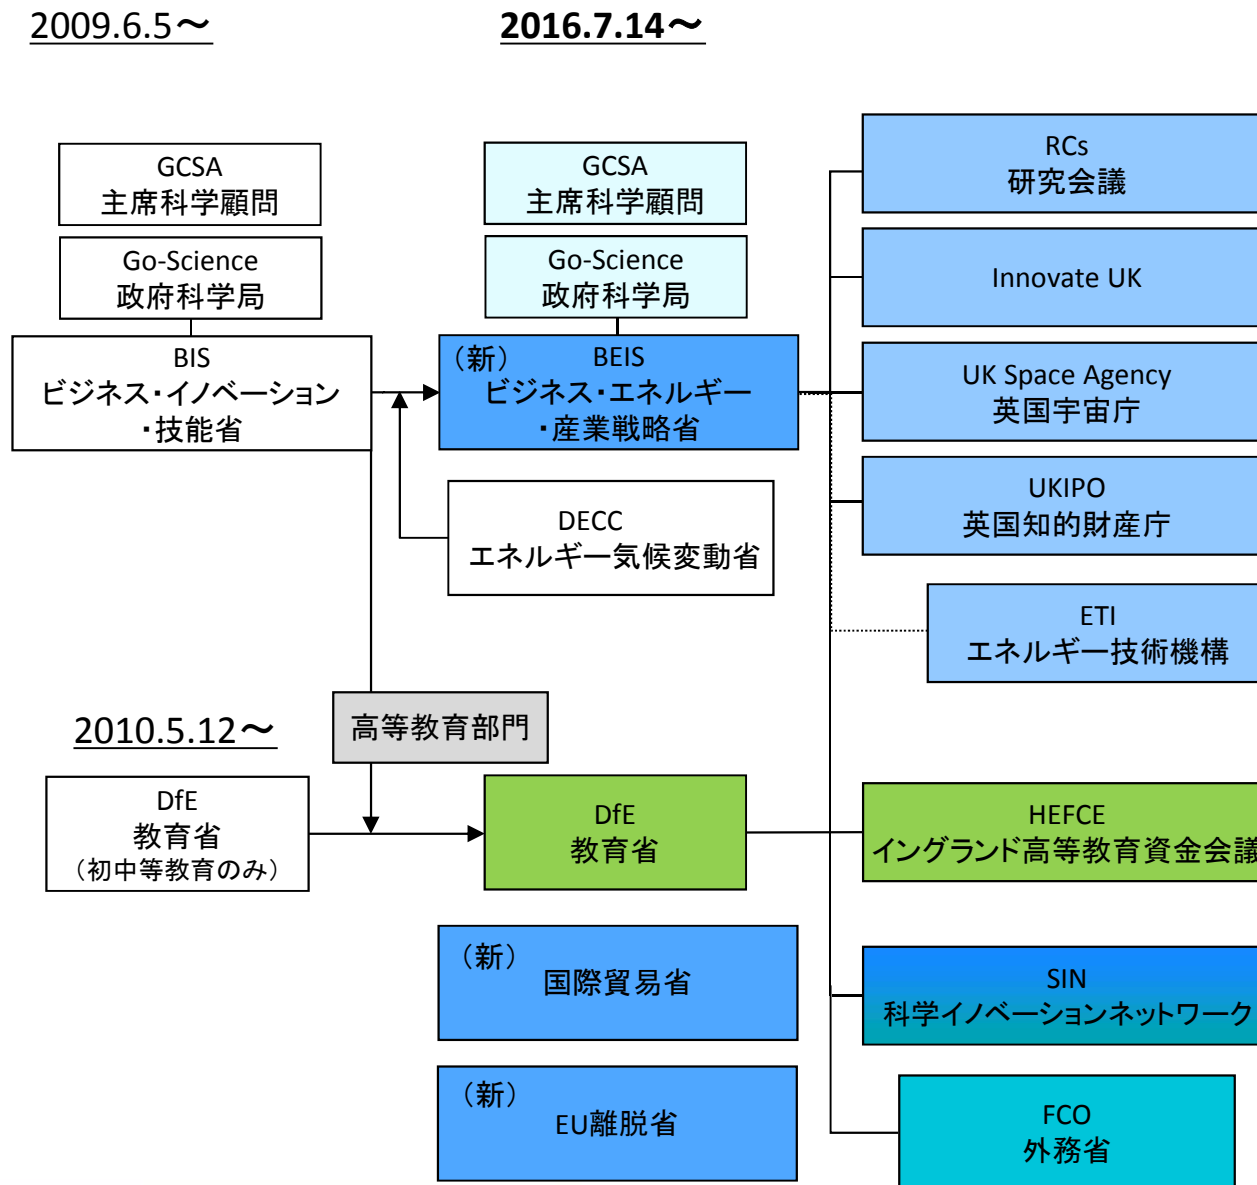 2009.6.5～
2016.7.14～
GCSA
主席科学顧問
Go-Science
政府科学局
BIS
ビジネス・イノベーション
・技能省
GCSA
主席科学顧問
Go-Science
政府科学局
（新） BEIS
ビジネス・エネルギー
・産業戦略省
DECC
エネルギー気候変動省
RCs
研究会議
Innovate UK
UK Space Agency
英国宇宙庁
UKIPO
英国知的財産庁
ETI
エネルギー技術機構
高等教育部門
2010.5.12～
DfE
教育省
（初中等教育のみ）
DfE
教育省
HEFCE
イングランド高等教育資金会議
（新）
国際貿易省
SIN
科学イノベーションネットワーク
（新）
EU離脱省
FCO
外務省